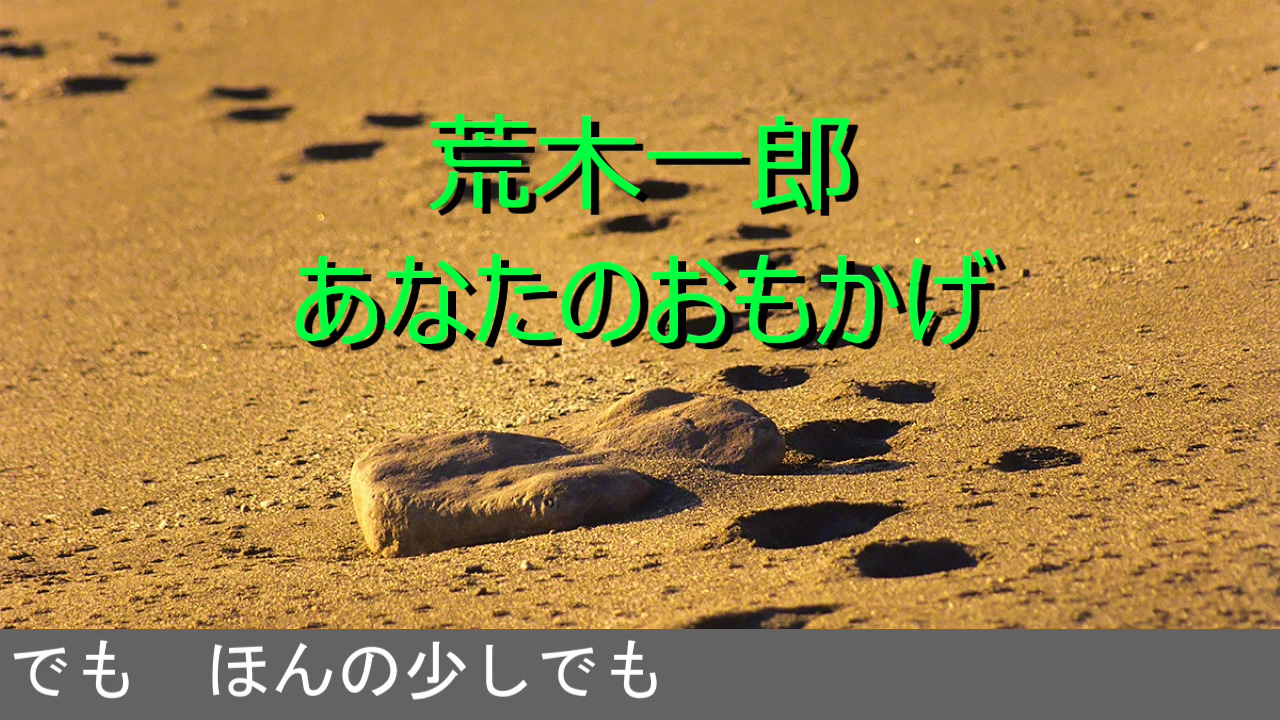 荒木一郎
あなたのおもかげ
でも　ほんの少しでも